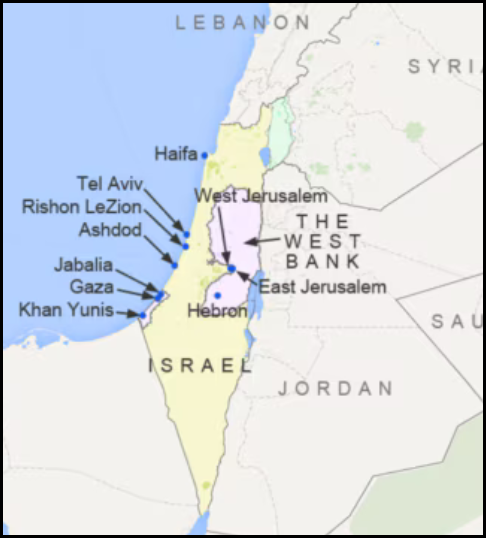 LEBANON
SYRI
Haifa
Tel Aviv
West Jerusalem
Rishon LeZion
THE
Ashdod
WEST
BANK
Jabalia
Gaza
East Jerusalem
Khan Yunis
Hebron
SAU
ISRAEL
JORDAN